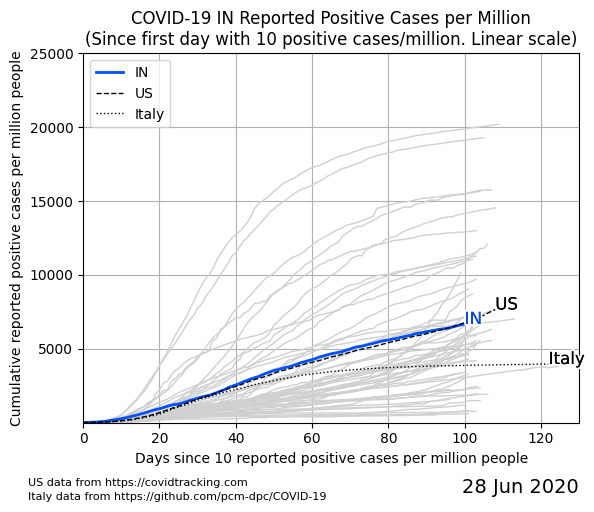 COVID-19 IN Reported Positive Cases per Million
(Since first day with 10 positive cases/million. Linear scale)
Cumulative reported positive cases per million people
25000
20000
15000
10000
5000
IN
US
Italy
US
IN
Italy
0
20
40
60
80
100
120
Days since 10 reported positive cases per million people
US data from https://covidtracking.com
Italy data from https://github.com/pcm-dpc/COVID-19
28 Jun 2020